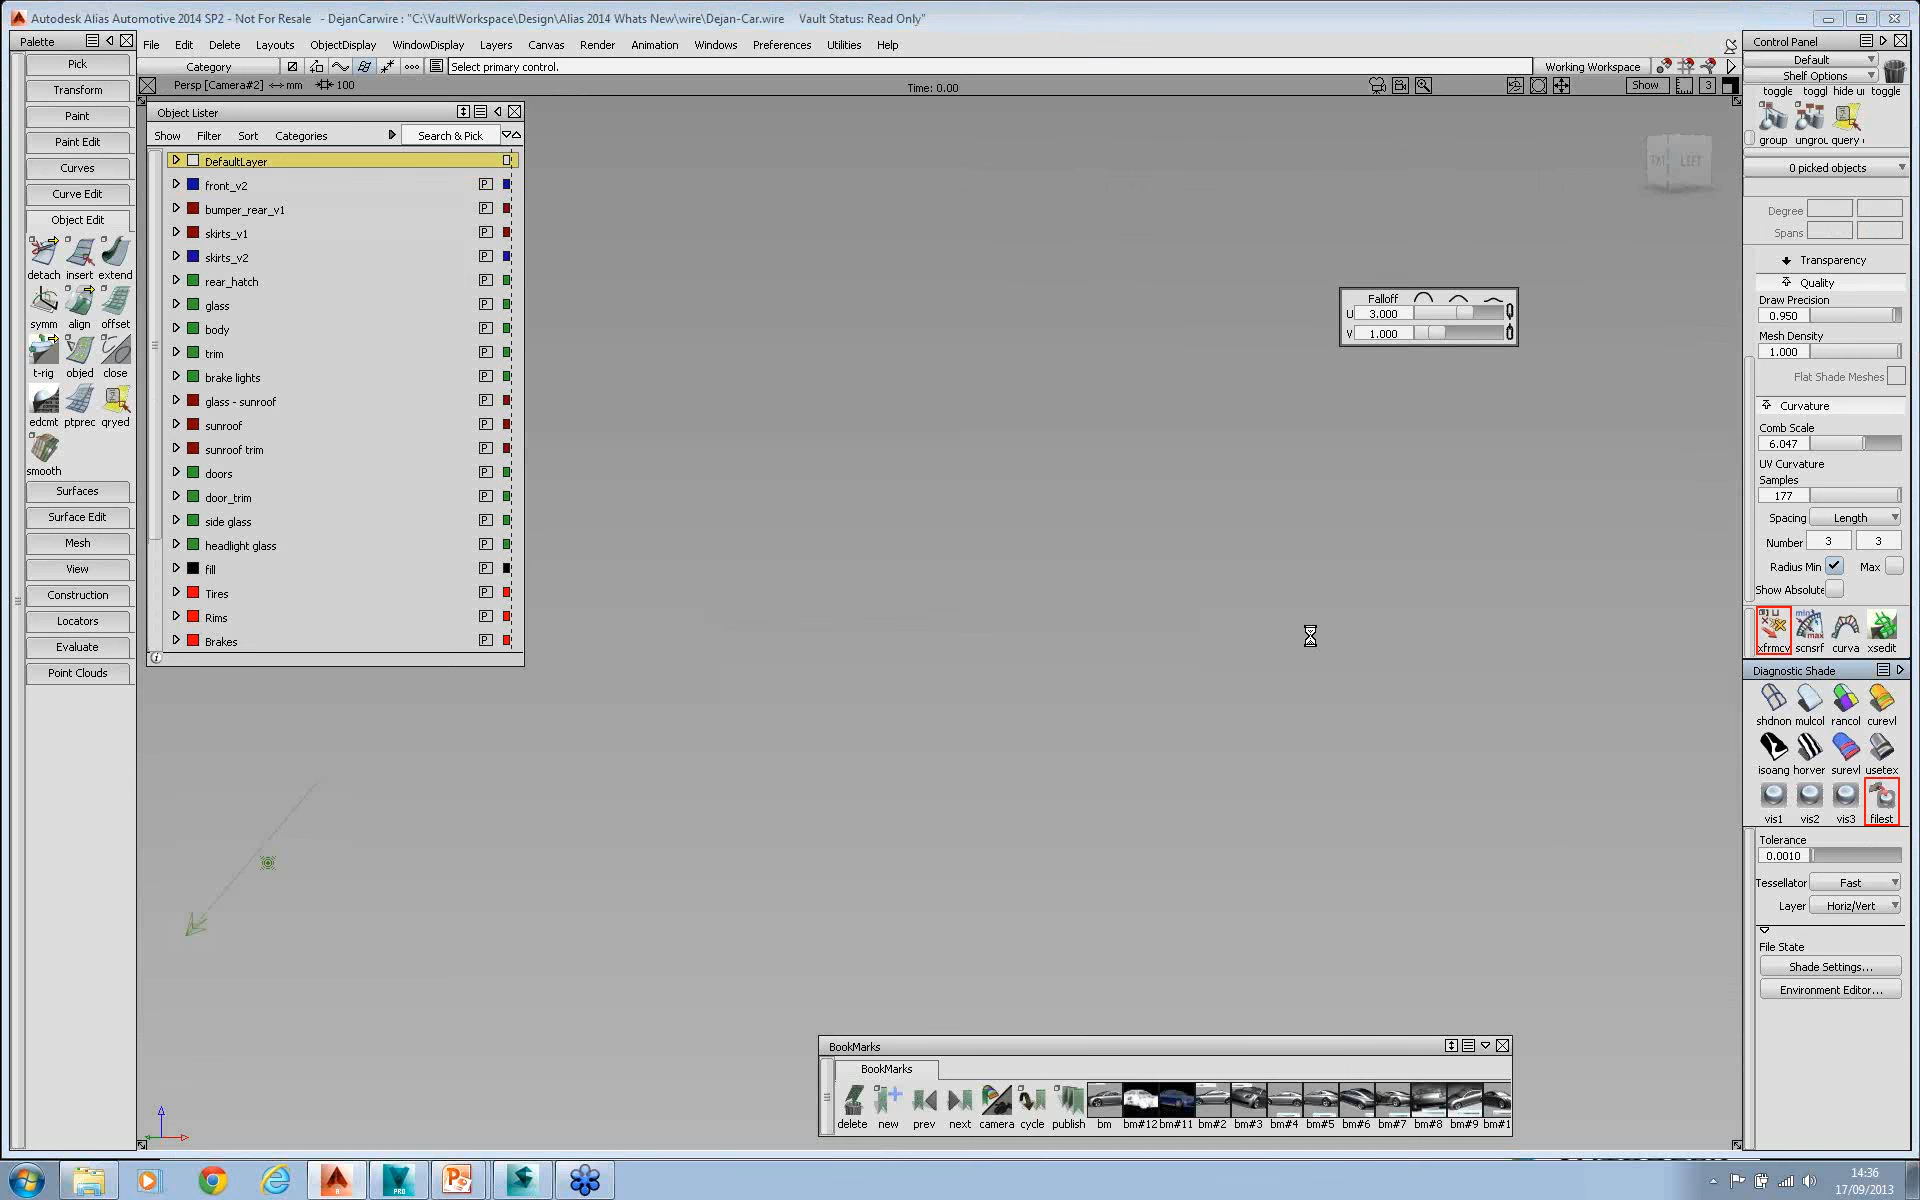 Autodesk Alias Automotive 2014 SP2 - Not For Resale - DejanCarwire : "C:\VaultWorkspace\Design\Alias 2014 Whats New\wire\Dejan-Car.wire Vault Status: Read Only"
Palette
File Edit Delete Layouts ObjectDisplay WindowDisplay Layers Canvas Render Animation Windows Preferences Utilities Help
Category
Select primary control.
Working Workspace
Persp [Camera#2] mm 100
Time: 0.00
Show
3
Pick
Transform
Paint
Paint Edit
Curves
Curve Edit
Object Edit
detach insert extend
symm align offset
t-rig objed close
edcmt ptprec qryed
smooth
Surfaces
Surface Edit
Mesh
View
Construction
Locators
Evaluate
Point Clouds
Object Lister
Show Filter Sort Categories Search & Pick
DefaultLayer
front_v2 P
bumper_rear_v1 P
skirts_v1 P
skirts_v2 P
rear_hatch P
glass P
body P
trim P
brake lights P
glass - sunroof P
sunroof P
sunroof trim P
doors P
door_trim P
side glass P
headlight glass P
fill P
Tires P
Rims P
Brakes P
LEFT
Falloff
U 3.000
V 1.000
BookMarks
BookMarks
delete new prev next camera cycle publish bm bm#12 bm#11 bm#2 bm#3 bm#4 bm#5 bm#6 bm#7 bm#8 bm#9 bm#1
Control Panel
Default
Shelf Options
toggle toggl hide u toggle
group ungrou query
0 picked objects
Degree
Spans
Transparency
Quality
Draw Precision
0.950
Mesh Density
1.000
Flat Shade Meshes
Curvature
Comb Scale
6.047
UV Curvature
Samples
177
Spacing Length
Number 3 3
Radius Min Max
Show Absolute
xfrmcv scnsrf curva xsedit
Diagnostic Shade
shdnon mulcol rancol curevl
isoang horver surevl usetex
vis1 vis2 vis3 filest
Tolerance
0.0010
Tessellator Fast
Layer Horiz/Vert
File State
Shade Settings...
Environment Editor...
14:36
17/09/2013